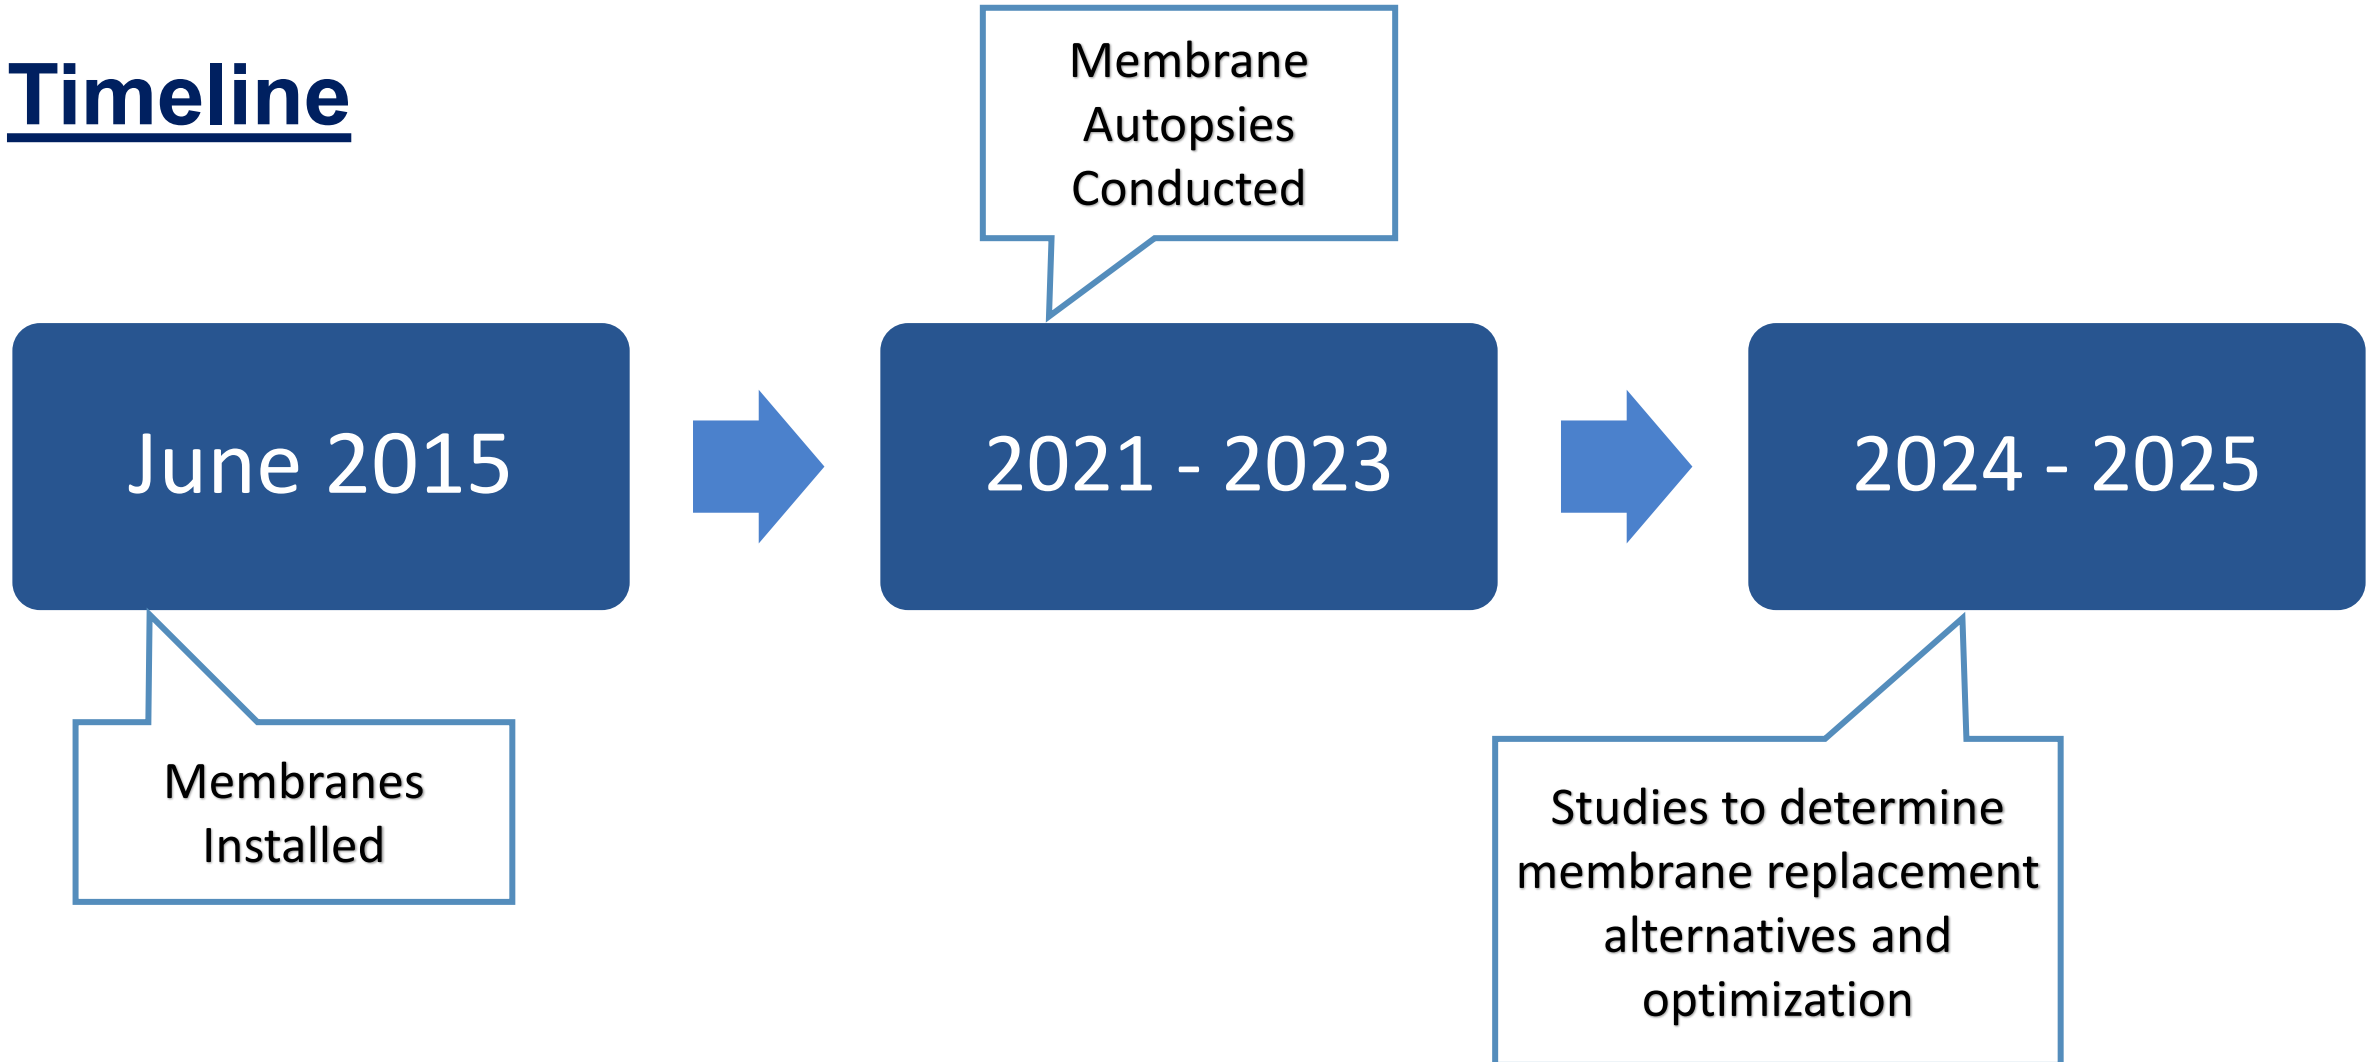 Timeline
Membrane
Autopsies
Conducted
June 2015
2021 - 2023
2024 - 2025
Membranes
Installed
Studies to determine
membrane replacement
alternatives and
optimization